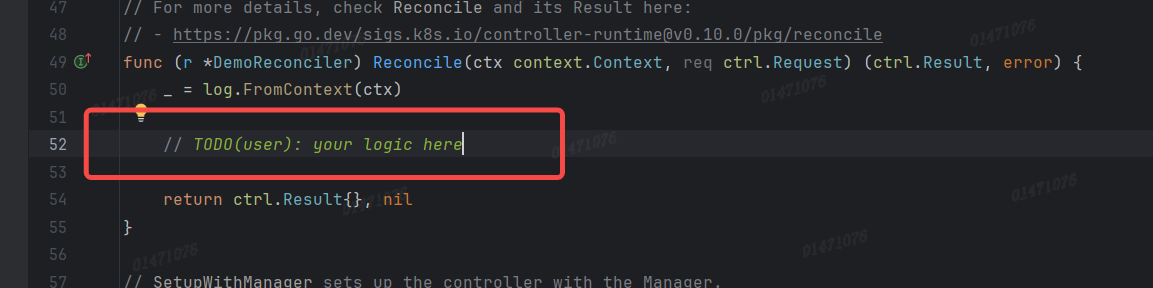 47 // For more details, check Reconcile and its Result here:
48 // - https://pkg.go.dev/sigs.k8s.io/controller-runtime@v0.10.0/pkg/reconcile
49 func (r *DemoReconciler) Reconcile(ctx context.Context, req ctrl.Request) (ctrl.Result, error) {
50 _ = log.FromContext(ctx)
51
52 // TODO(user): your logic here
53
54 return ctrl.Result{}, nil
55 }
56
57 // SetupWithManager sets up the controller with the Manager.
01471076
01471076
01471076
01471076
01471076
01471076
01471076
01471076